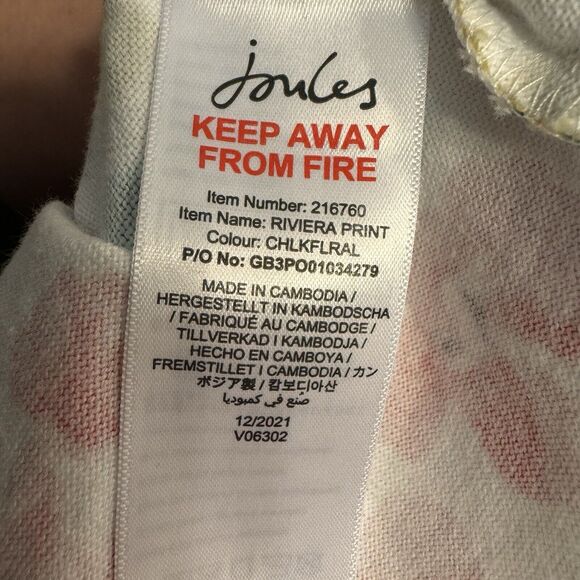 Joules
KEEP AWAY
FROM FIRE
Item Number: 216760
Item Name: RIVIERA PRINT
Colour: CHLKFLRAL
P/O No: GB3PO01034279
MADE IN CAMBODIA /
HERGESTELLT IN KAMBODSCHA
/ FABRIQUÉ AU CAMBODGE /
TILLVERKAD I KAMBODJA /
HECHO EN CAMBOYA /
FREMSTILLET I CAMBODIA / カン
ボジア製 / 캄보디아산
صُنع في كمبوديا
12/2021
V06302